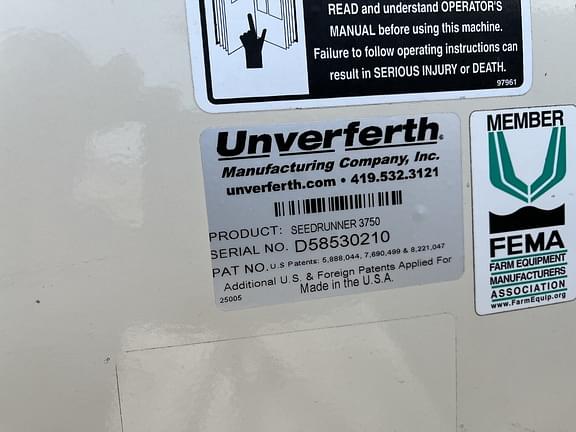 READ and understand OPERATOR'S
MANUAL before using this machine.
Failure to follow operating instructions can
result in SERIOUS INJURY or DEATH.
97961
Unverferth®
Manufacturing Company, Inc.
unverferth.com • 419.532.3121
PRODUCT: SEEDRUNNER 3750
SERIAL NO. D58530210
PAT NO. U.S Patents: 5,888,044, 7,690,499 & 8,221,047
Additional U.S. & Foreign Patents Applied For
Made in the U.S.A.
25005
MEMBER
FEMA
FARM EQUIPMENT
MANUFACTURERS
ASSOCIATION
www.FarmEquip.org